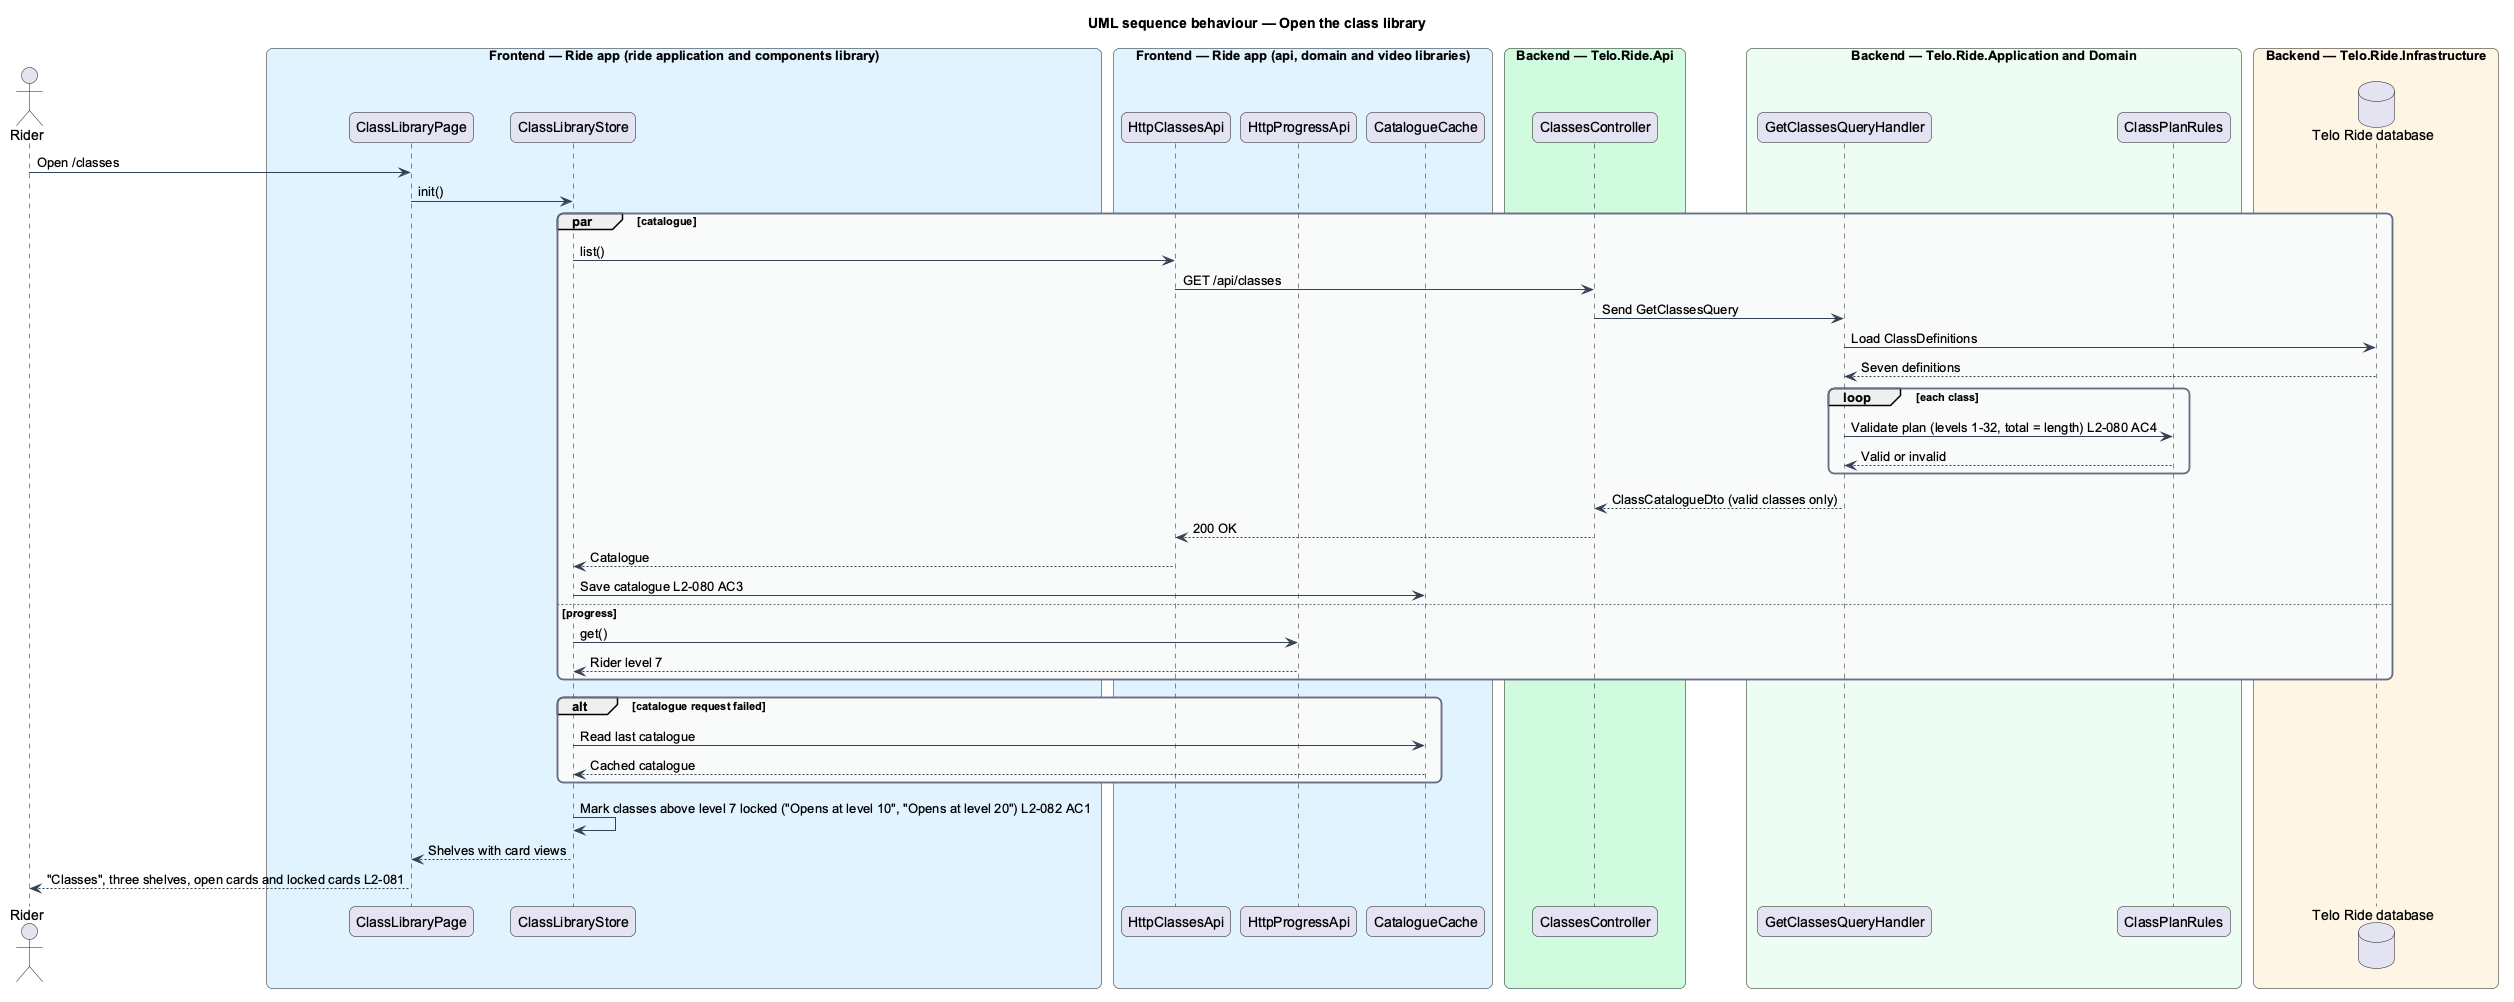 UML sequence behaviour — Open the class library
Frontend — Ride app (ride application and components library)
Frontend — Ride app (api, domain and video libraries)
Backend — Telo.Ride.Api
Backend — Telo.Ride.Application and Domain
Backend — Telo.Ride.Infrastructure
Rider
ClassLibraryPage
ClassLibraryStore
HttpClassesApi
HttpProgressApi
CatalogueCache
ClassesController
GetClassesQueryHandler
ClassPlanRules
Telo Ride database
Open /classes
init()
par
[catalogue]
list()
GET /api/classes
Send GetClassesQuery
Load ClassDefinitions
Seven definitions
loop
[each class]
Validate plan (levels 1-32, total = length) L2-080 AC4
Valid or invalid
ClassCatalogueDto (valid classes only)
200 OK
Catalogue
Save catalogue L2-080 AC3
[progress]
get()
Rider level 7
alt
[catalogue request failed]
Read last catalogue
Cached catalogue
Mark classes above level 7 locked ("Opens at level 10", "Opens at level 20") L2-082 AC1
Shelves with card views
"Classes", three shelves, open cards and locked cards L2-081
Rider
ClassLibraryPage
ClassLibraryStore
HttpClassesApi
HttpProgressApi
CatalogueCache
ClassesController
GetClassesQueryHandler
ClassPlanRules
Telo Ride database